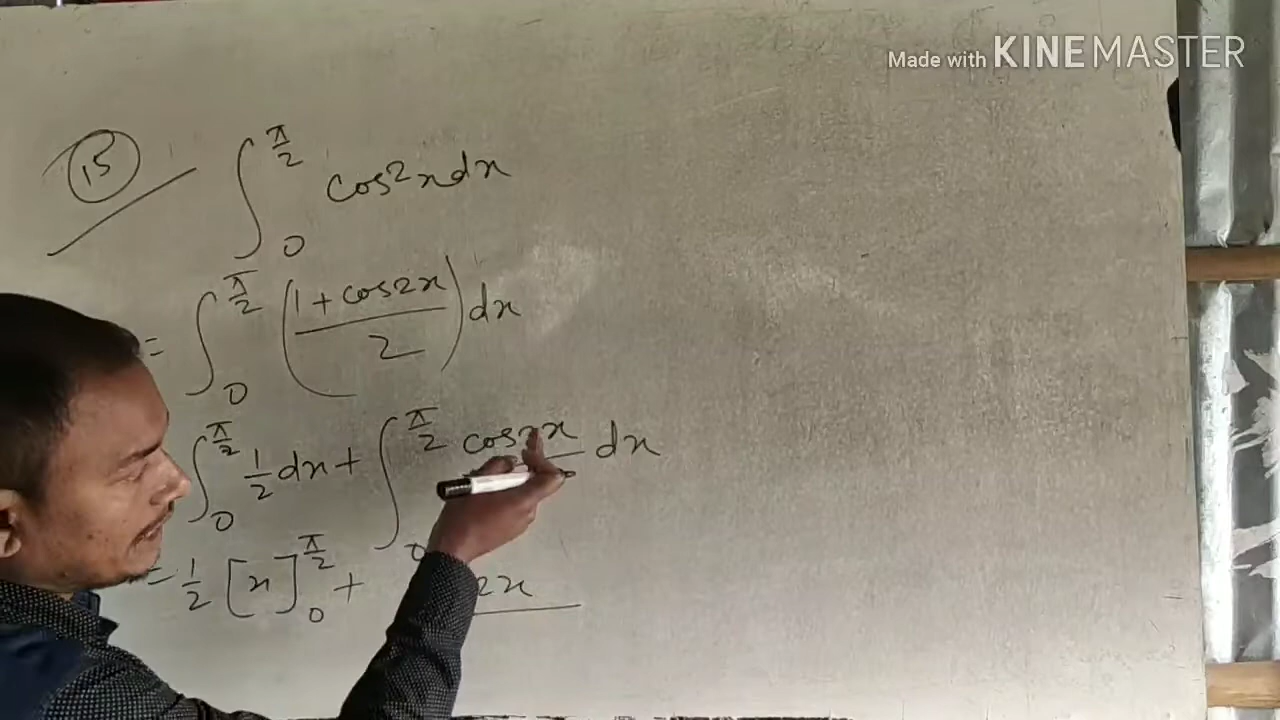 Made with KINEMASTER
15 ∫₀^(π/2) cos²x dx
= ∫₀^(π/2) ((1+cos2x)/2) dx
∫₀^(π/2) 1/2 dx + ∫₀^(π/2) cos2x dx
= 1/2 [x]₀^(π/2) + 2x